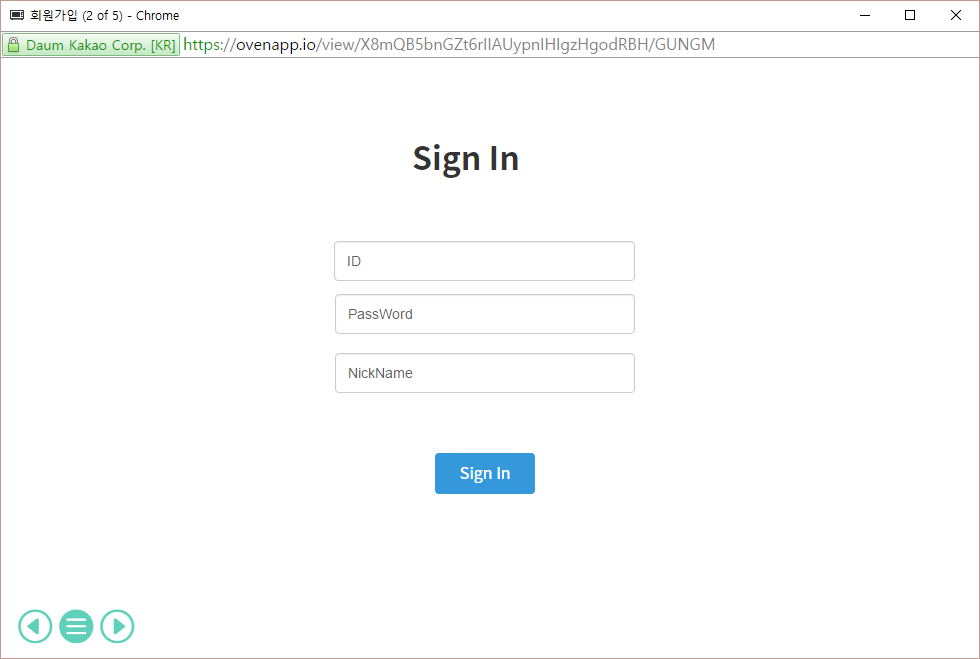 회원가입 (2 of 5) - Chrome
Daum Kakao Corp. [KR] https://ovenapp.io/view/X8mQB5bnGZt6rIIAUypnIHIgzHgodRBH/GUNGM
Sign In
ID
PassWord
NickName
Sign In